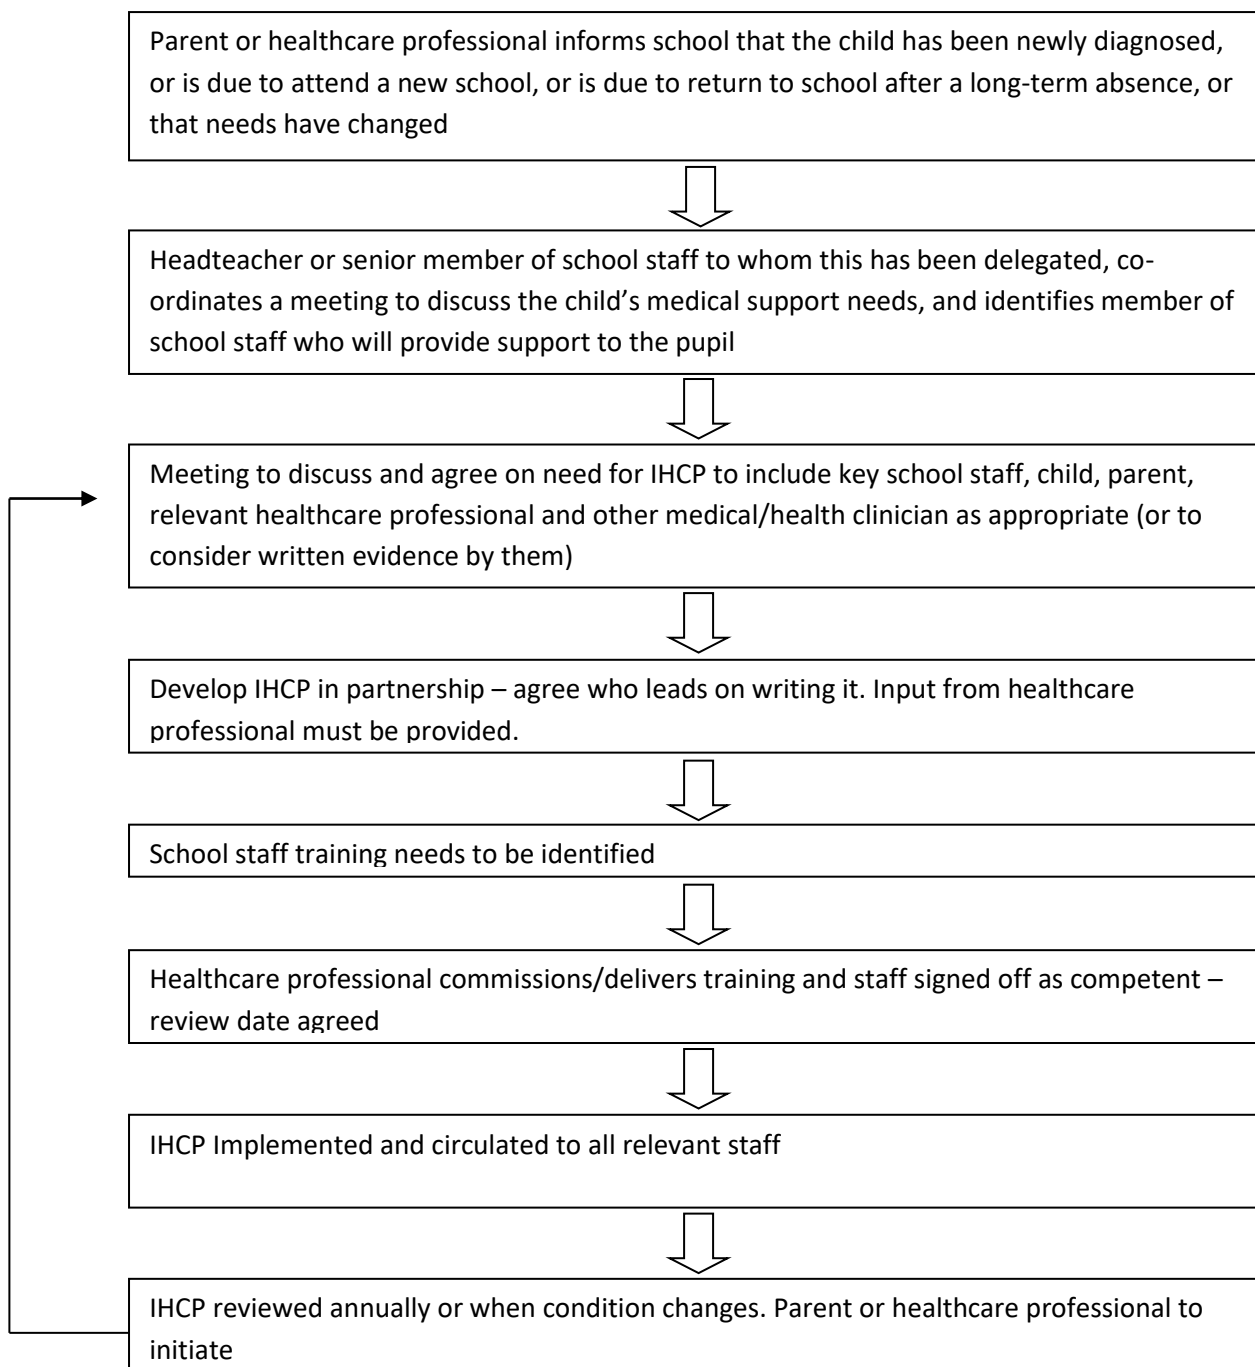 Parent or healthcare professional informs school that the child has been newly diagnosed,
or is due to attend a new school, or is due to return to school after a long-term absence, or
that needs have changed
Headteacher or senior member of school staff to whom this has been delegated, co-
ordinates a meeting to discuss the child’s medical support needs, and identifies member of
school staff who will provide support to the pupil
Meeting to discuss and agree on need for IHCP to include key school staff, child, parent,
relevant healthcare professional and other medical/health clinician as appropriate (or to
consider written evidence by them)
Develop IHCP in partnership – agree who leads on writing it. Input from healthcare
professional must be provided.
School staff training needs to be identified
Healthcare professional commissions/delivers training and staff signed off as competent –
review date agreed
IHCP Implemented and circulated to all relevant staff
IHCP reviewed annually or when condition changes. Parent or healthcare professional to
initiate